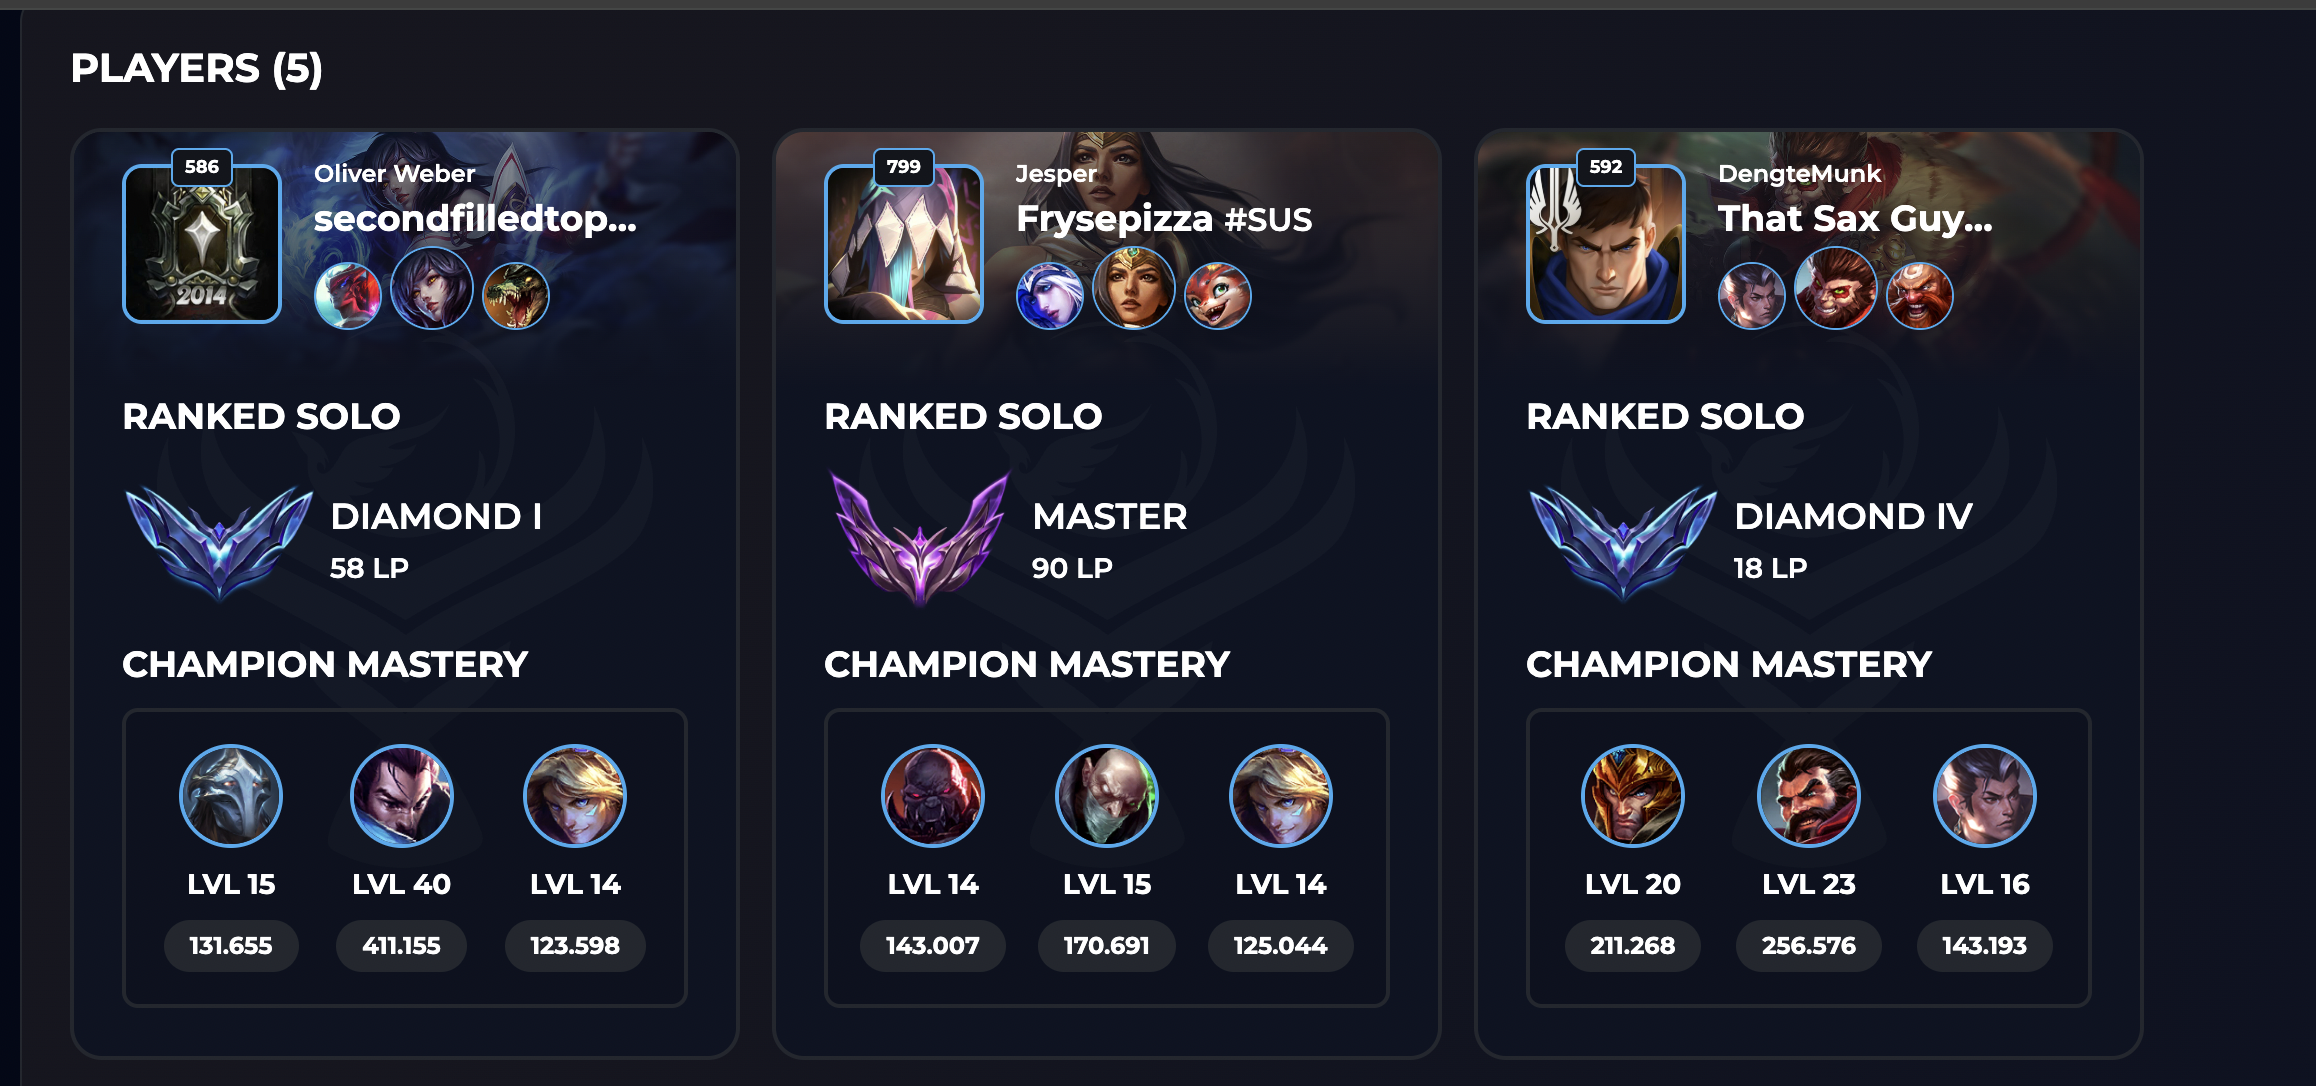 PLAYERS (5)
586
Oliver Weber
secondfilledtop...
2014
RANKED SOLO
DIAMOND I
58 LP
CHAMPION MASTERY
LVL 15
LVL 40
LVL 14
131.655
411.155
123.598
799
Jesper
Frysepizza #SUS
RANKED SOLO
MASTER
90 LP
CHAMPION MASTERY
LVL 14
LVL 15
LVL 14
143.007
170.691
125.044
592
DengteMunk
That Sax Guy...
RANKED SOLO
DIAMOND IV
18 LP
CHAMPION MASTERY
LVL 20
LVL 23
LVL 16
211.268
256.576
143.193